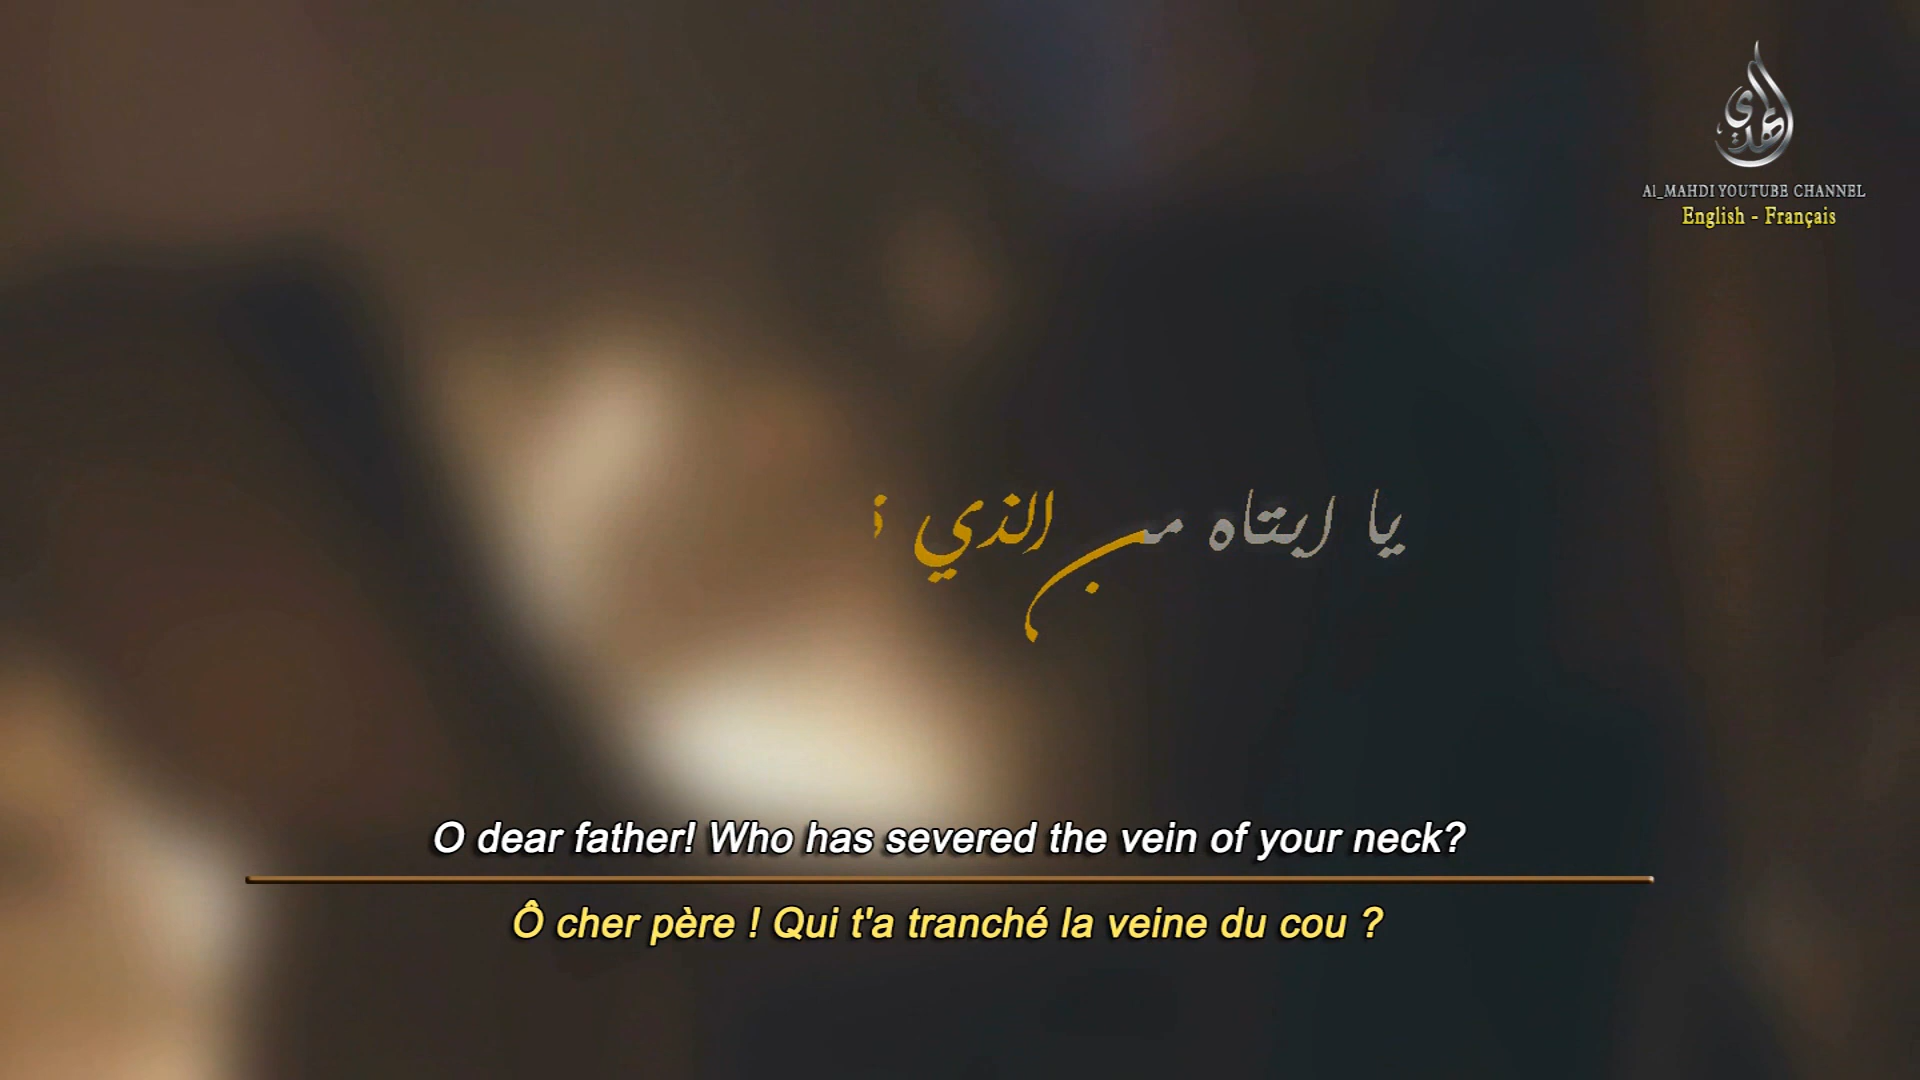 المهدي
Al_MAHDI YOUTUBE CHANNEL
English - Français
يا ابتاه من الذي
O dear father! Who has severed the vein of your neck?
Ô cher père ! Qui t'a tranché la veine du cou ?